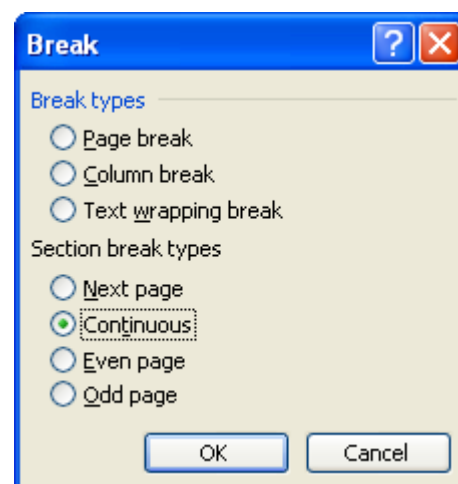 Break ?
Break types
Page break
Column break
Text wrapping break
Section break types
Next page
Continuous
Even page
Odd page
OK Cancel